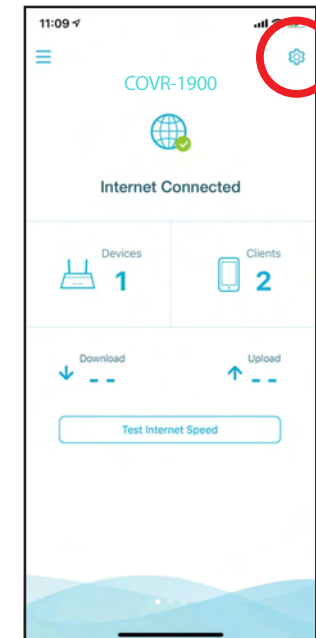 11:09
COVR-1900
Internet Connected
Devices
1
Clients
2
Download
--
Upload
--
Test Internet Speed